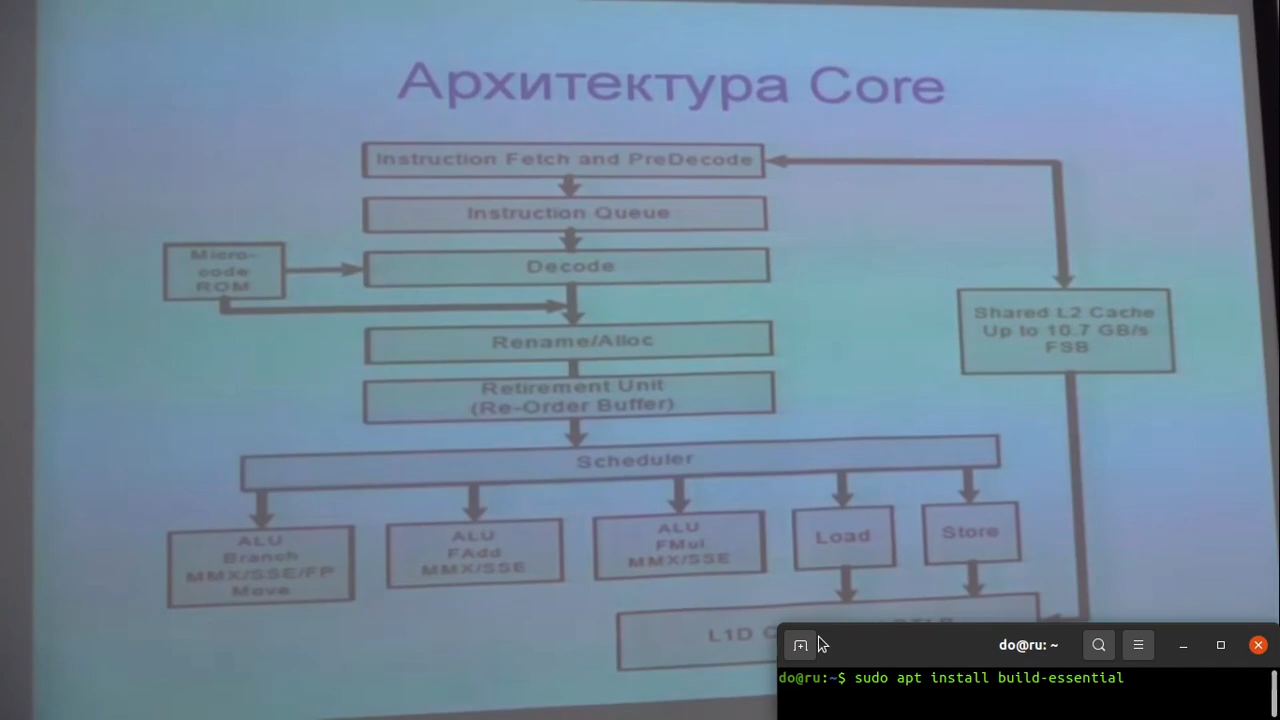 Архитектура Core
Instruction Fetch and PreDecode
Instruction Queue
Micro-
code
ROM
Decode
Shared L2 Cache
Up to 10.7 GB/s
FSB
Rename/Alloc
Retirement Unit
(Re-Order Buffer)
Scheduler
ALU
Branch
MMX/SSE/FP
Move
ALU
FAdd
MMX/SSE
ALU
FMul
MMX/SSE
Load
Store
L1D
do@ru: ~
do@ru:~$ sudo apt install build-essential